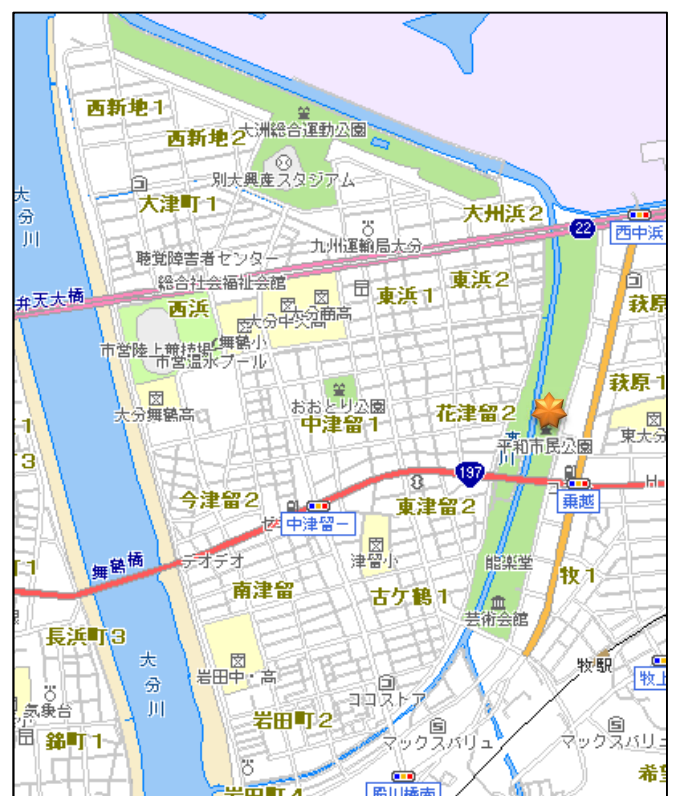 西新地1
西新地2
大洲総合運動公園
別大興産スタジアム
大津町1
大州浜2
22
西中浜
大分川
九州運輸局大分
聴覚障害者センター
総合社会福祉会館
弁天大橋
西浜
東浜1
東浜2
萩原
大分商高
舞鶴小
市営陸上競技場
市営温水プール
おおとり公園
萩原1
大分舞鶴高
中津留1
花津留2
平和市民公園
東大分
3
197
乗越
今津留2
中津留一
東津留2
デオデオ
津留小
能楽堂
舞鶴橋
南津留
古ケ鶴1
牧1
芸術会館
長浜町3
大分川
岩田中・高
牧駅
牧上
ココストア
気象台
岩田町2
マックスバリュ
マックスバリュ
錦町1
岩田町4